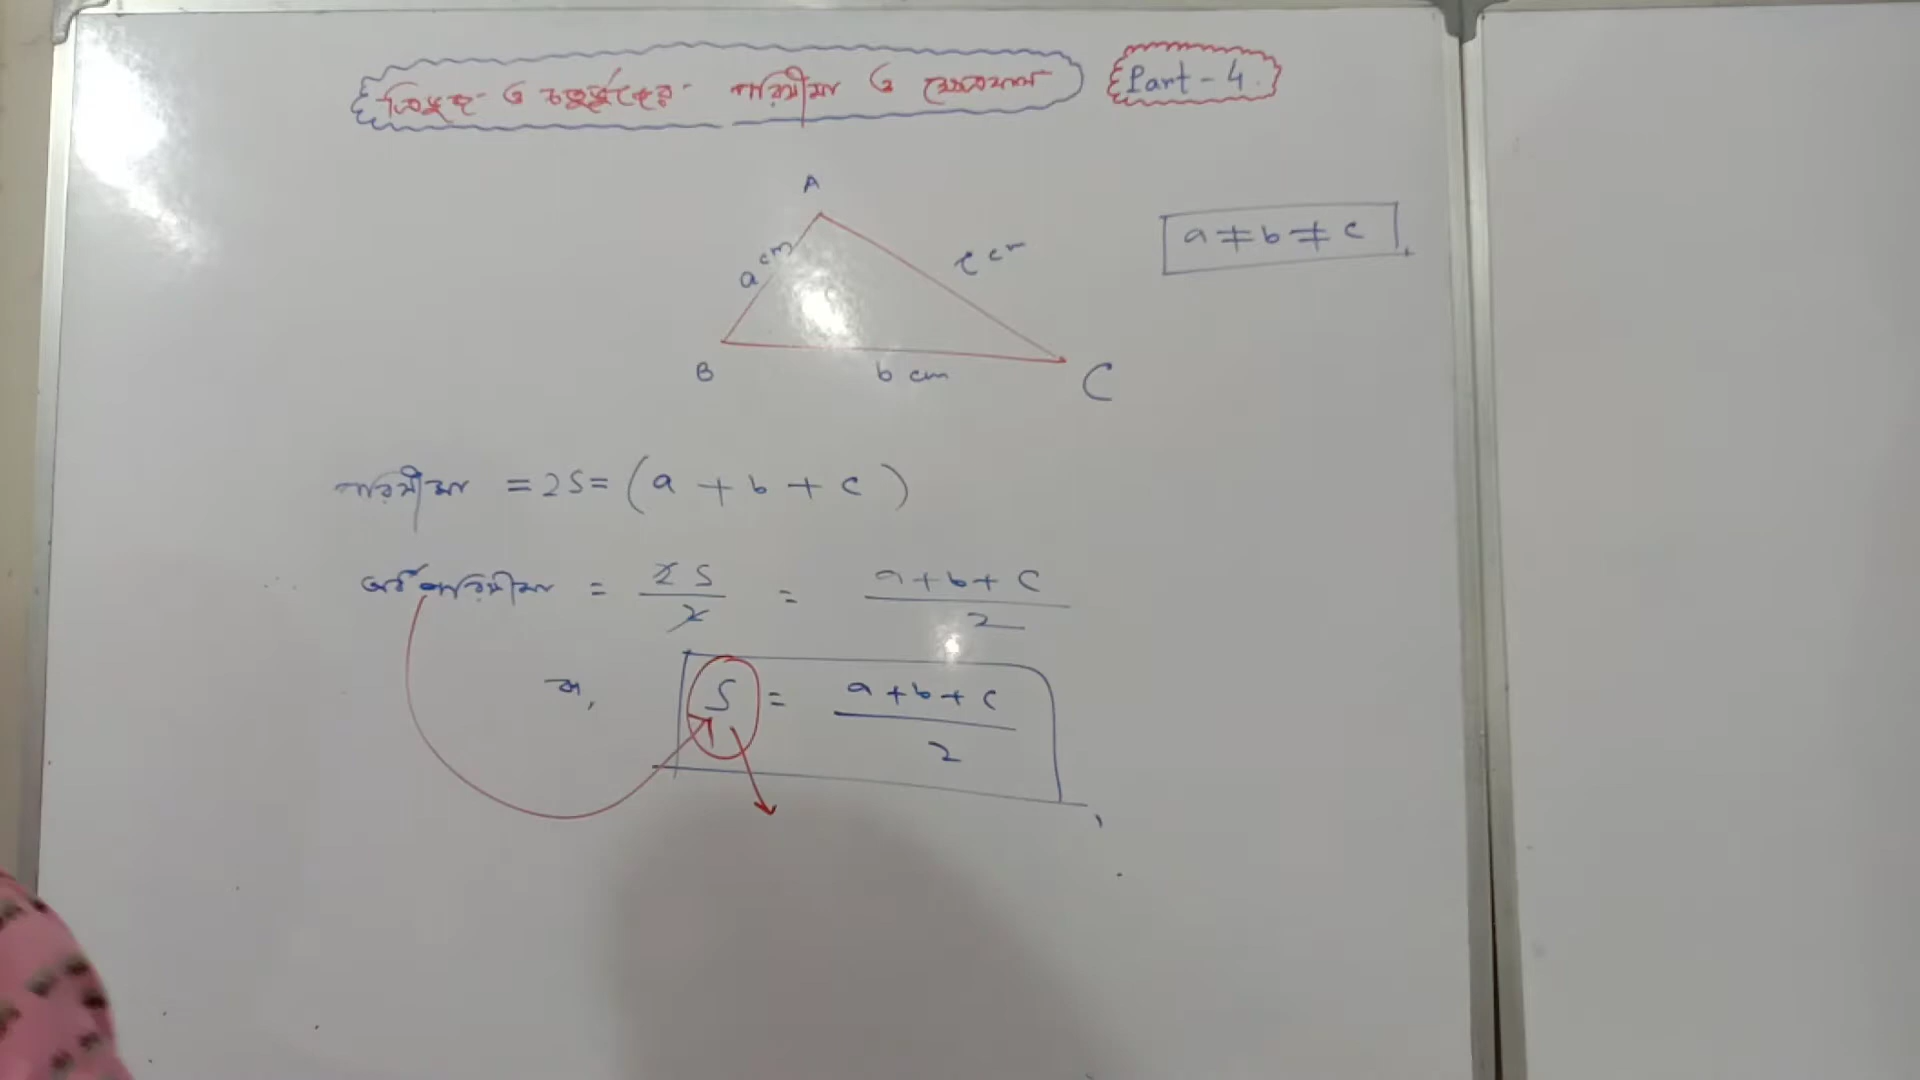 ত্রিভুজ ও চতুর্ভুজের পরিসীমা ও ক্ষেত্রফল
Part - 4
A
a cm
c cm
a ≠ b ≠ c
B
b cm
C
পরিসীমা = 2S = (a + b + c)
অর্ধপরিসীমা = 2S/2 = a+b+c/2
বা, S = a+b+c/2